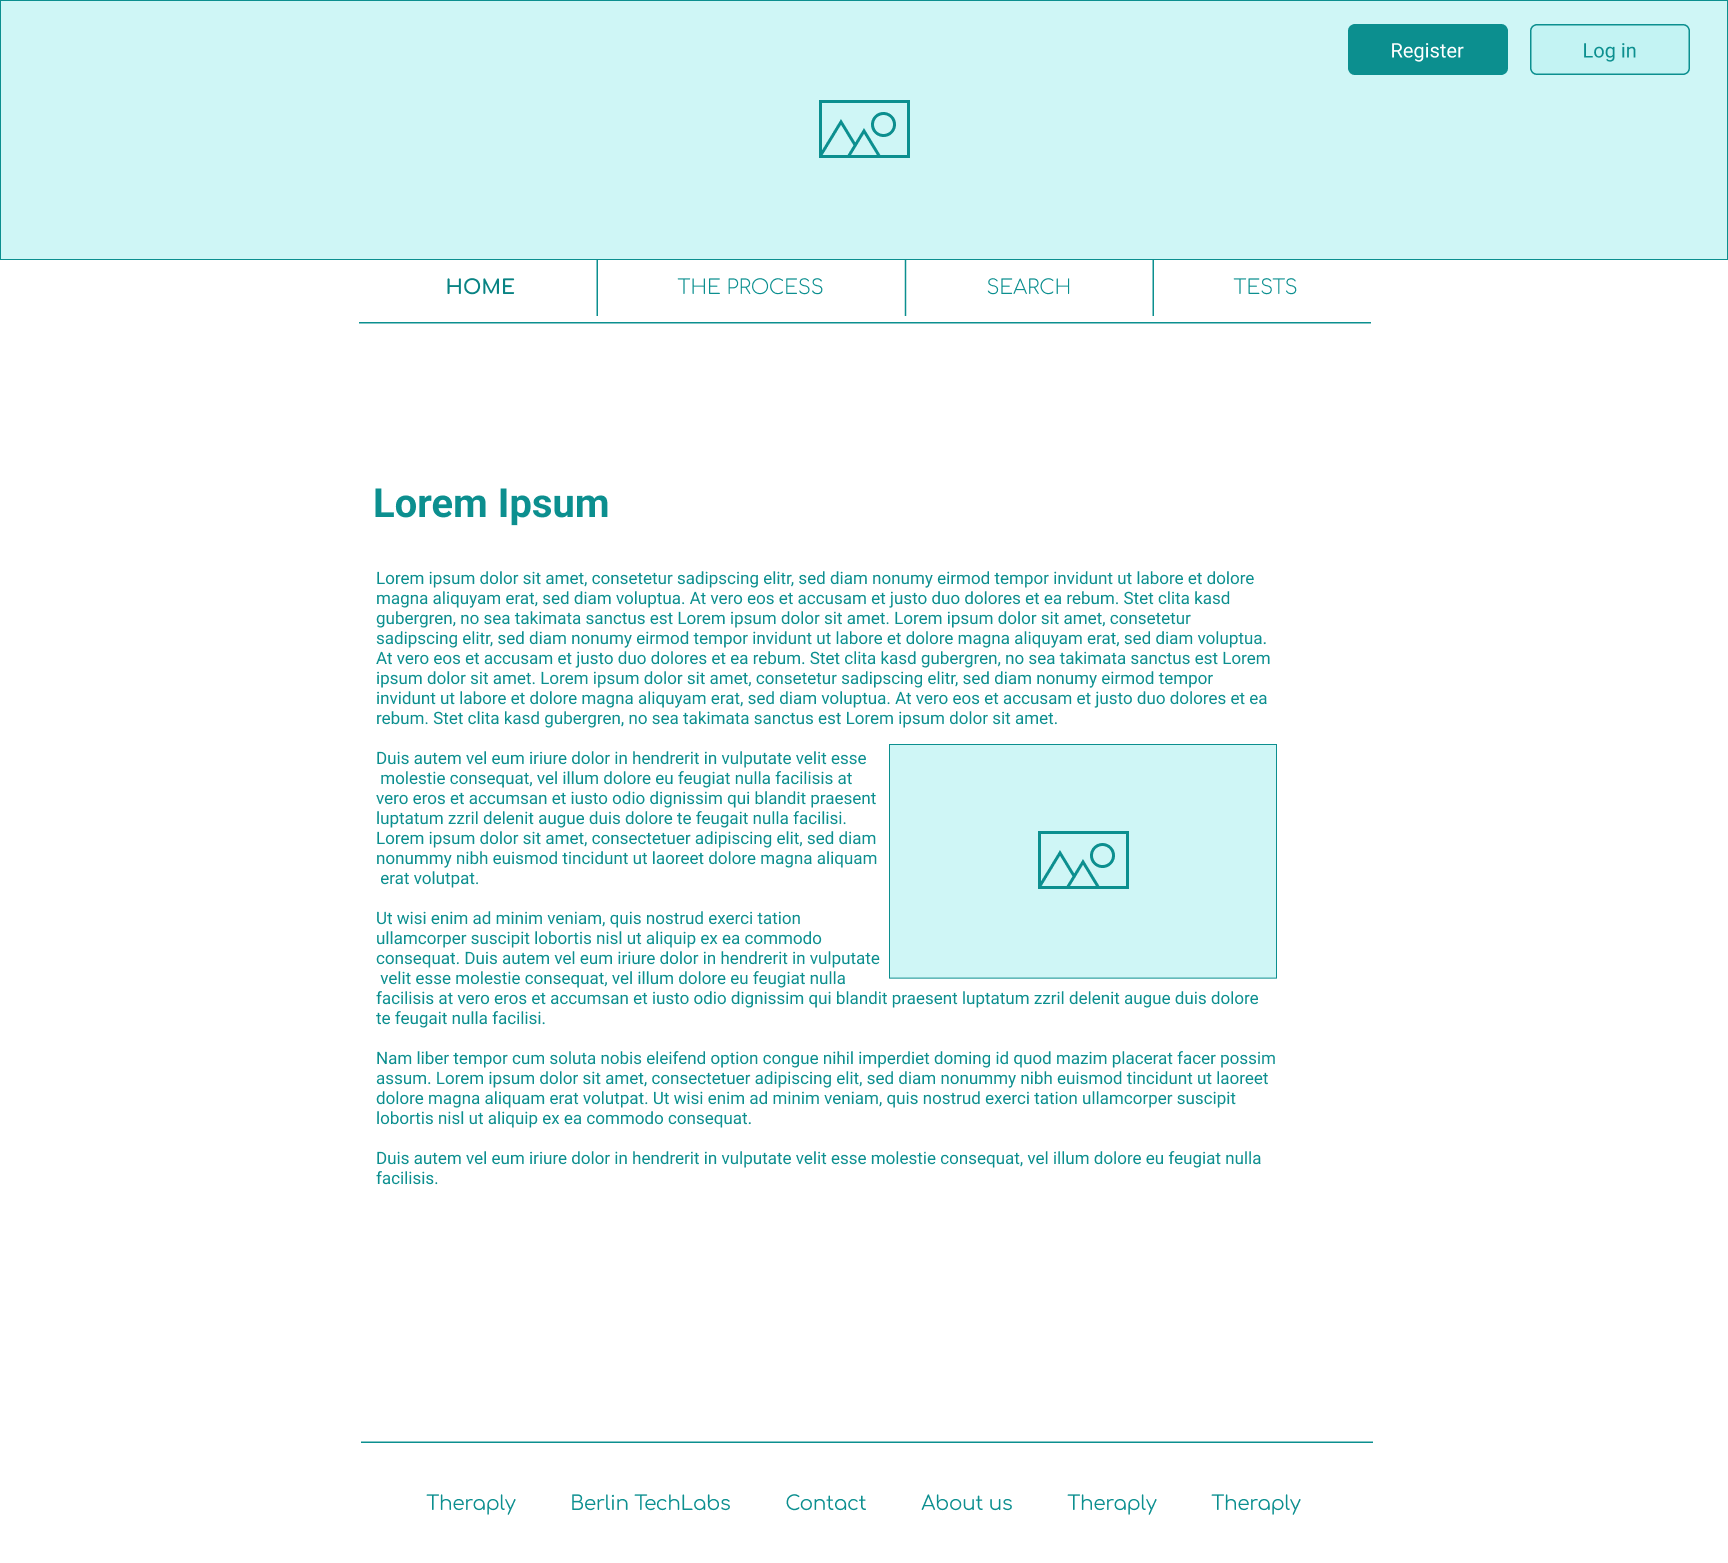 Register Log in
HOME THE PROCESS SEARCH TESTS
Lorem Ipsum
Lorem ipsum dolor sit amet, consetetur sadipscing elitr, sed diam nonumy eirmod tempor invidunt ut labore et dolore
magna aliquyam erat, sed diam voluptua. At vero eos et accusam et justo duo dolores et ea rebum. Stet clita kasd
gubergren, no sea takimata sanctus est Lorem ipsum dolor sit amet. Lorem ipsum dolor sit amet, consetetur
sadipscing elitr, sed diam nonumy eirmod tempor invidunt ut labore et dolore magna aliquyam erat, sed diam voluptua.
At vero eos et accusam et justo duo dolores et ea rebum. Stet clita kasd gubergren, no sea takimata sanctus est Lorem
ipsum dolor sit amet. Lorem ipsum dolor sit amet, consetetur sadipscing elitr, sed diam nonumy eirmod tempor
invidunt ut labore et dolore magna aliquyam erat, sed diam voluptua. At vero eos et accusam et justo duo dolores et ea
rebum. Stet clita kasd gubergren, no sea takimata sanctus est Lorem ipsum dolor sit amet.
Duis autem vel eum iriure dolor in hendrerit in vulputate velit esse
molestie consequat, vel illum dolore eu feugiat nulla facilisis at
vero eros et accumsan et iusto odio dignissim qui blandit praesent
luptatum zzril delenit augue duis dolore te feugait nulla facilisi.
Lorem ipsum dolor sit amet, consectetuer adipiscing elit, sed diam
nonummy nibh euismod tincidunt ut laoreet dolore magna aliquam
erat volutpat.
Ut wisi enim ad minim veniam, quis nostrud exerci tation
ullamcorper suscipit lobortis nisl ut aliquip ex ea commodo
consequat. Duis autem vel eum iriure dolor in hendrerit in vulputate
velit esse molestie consequat, vel illum dolore eu feugiat nulla
facilisis at vero eros et accumsan et iusto odio dignissim qui blandit praesent luptatum zzril delenit augue duis dolore
te feugait nulla facilisi.
Nam liber tempor cum soluta nobis eleifend option congue nihil imperdiet doming id quod mazim placerat facer possim
assum. Lorem ipsum dolor sit amet, consectetuer adipiscing elit, sed diam nonummy nibh euismod tincidunt ut laoreet
dolore magna aliquam erat volutpat. Ut wisi enim ad minim veniam, quis nostrud exerci tation ullamcorper suscipit
lobortis nisl ut aliquip ex ea commodo consequat.
Duis autem vel eum iriure dolor in hendrerit in vulputate velit esse molestie consequat, vel illum dolore eu feugiat nulla
facilisis.
Theraply Berlin TechLabs Contact About us Theraply Theraply